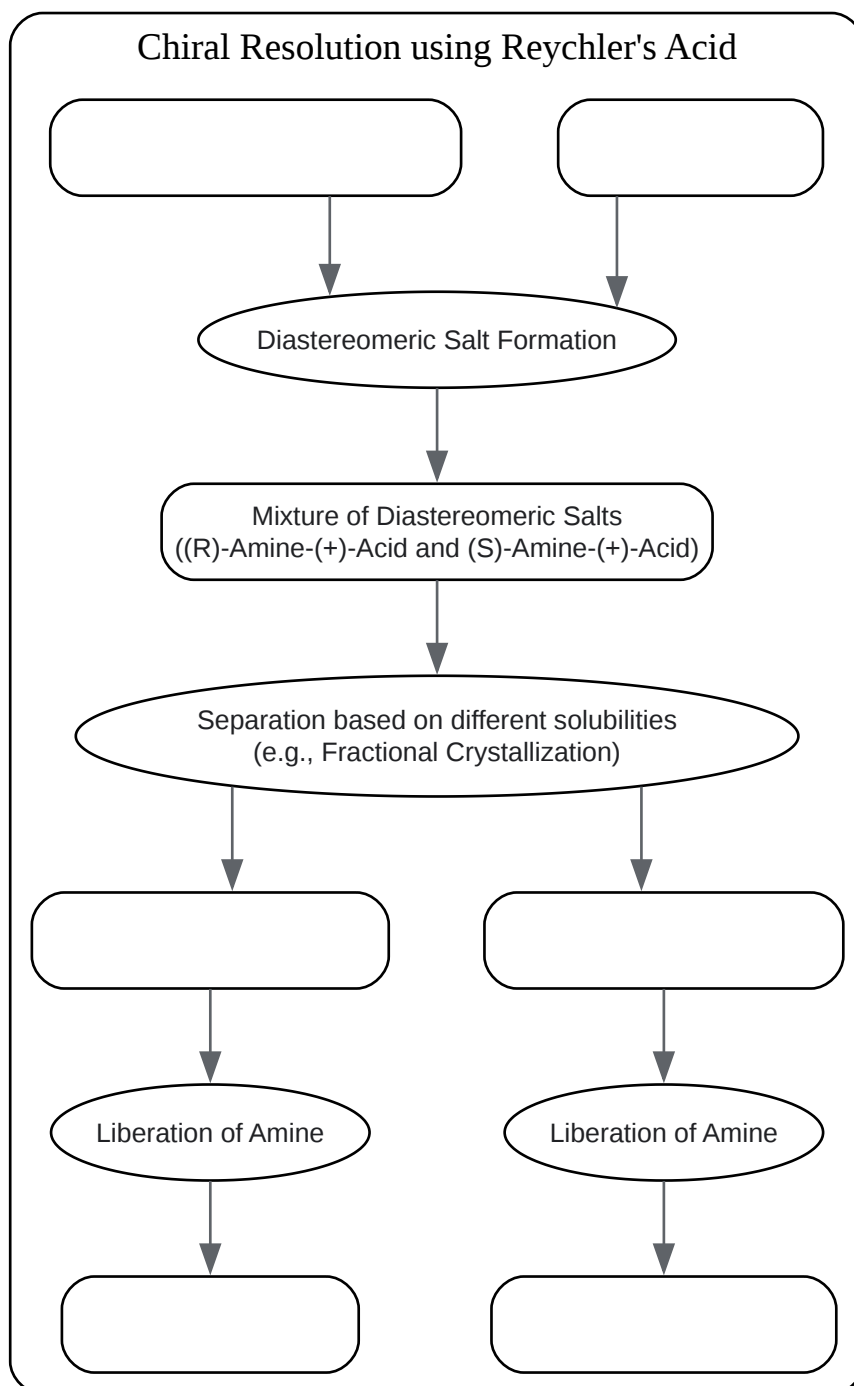 Chiral Resolution using Reychler's Acid
Diastereomeric Salt Formation
Mixture of Diastereomeric Salts
((R)-Amine-(+)-Acid and (S)-Amine-(+)-Acid)
Separation based on different solubilities
(e.g., Fractional Crystallization)
Liberation of Amine
Liberation of Amine